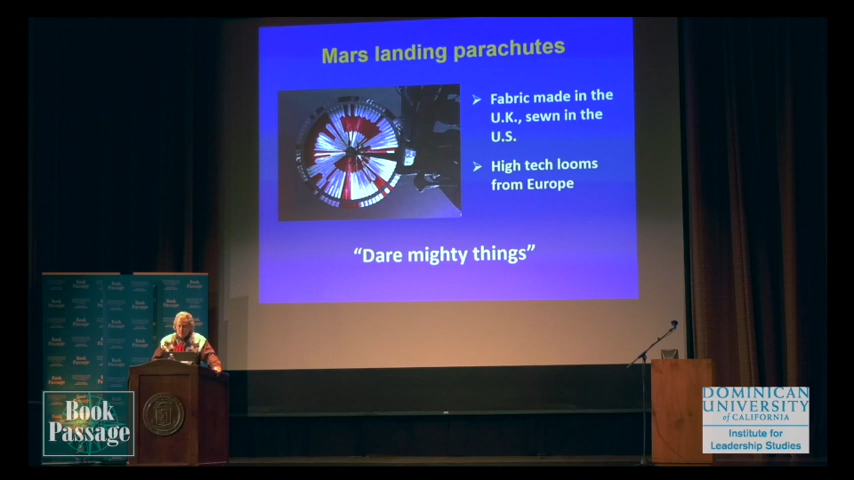 Mars landing parachutes
Fabric made in the
U.K., sewn in the
U.S.
High tech looms
from Europe
“Dare mighty things”
Book
Passage
DOMINICAN
UNIVERSITY
of CALIFORNIA
Institute for
Leadership Studies